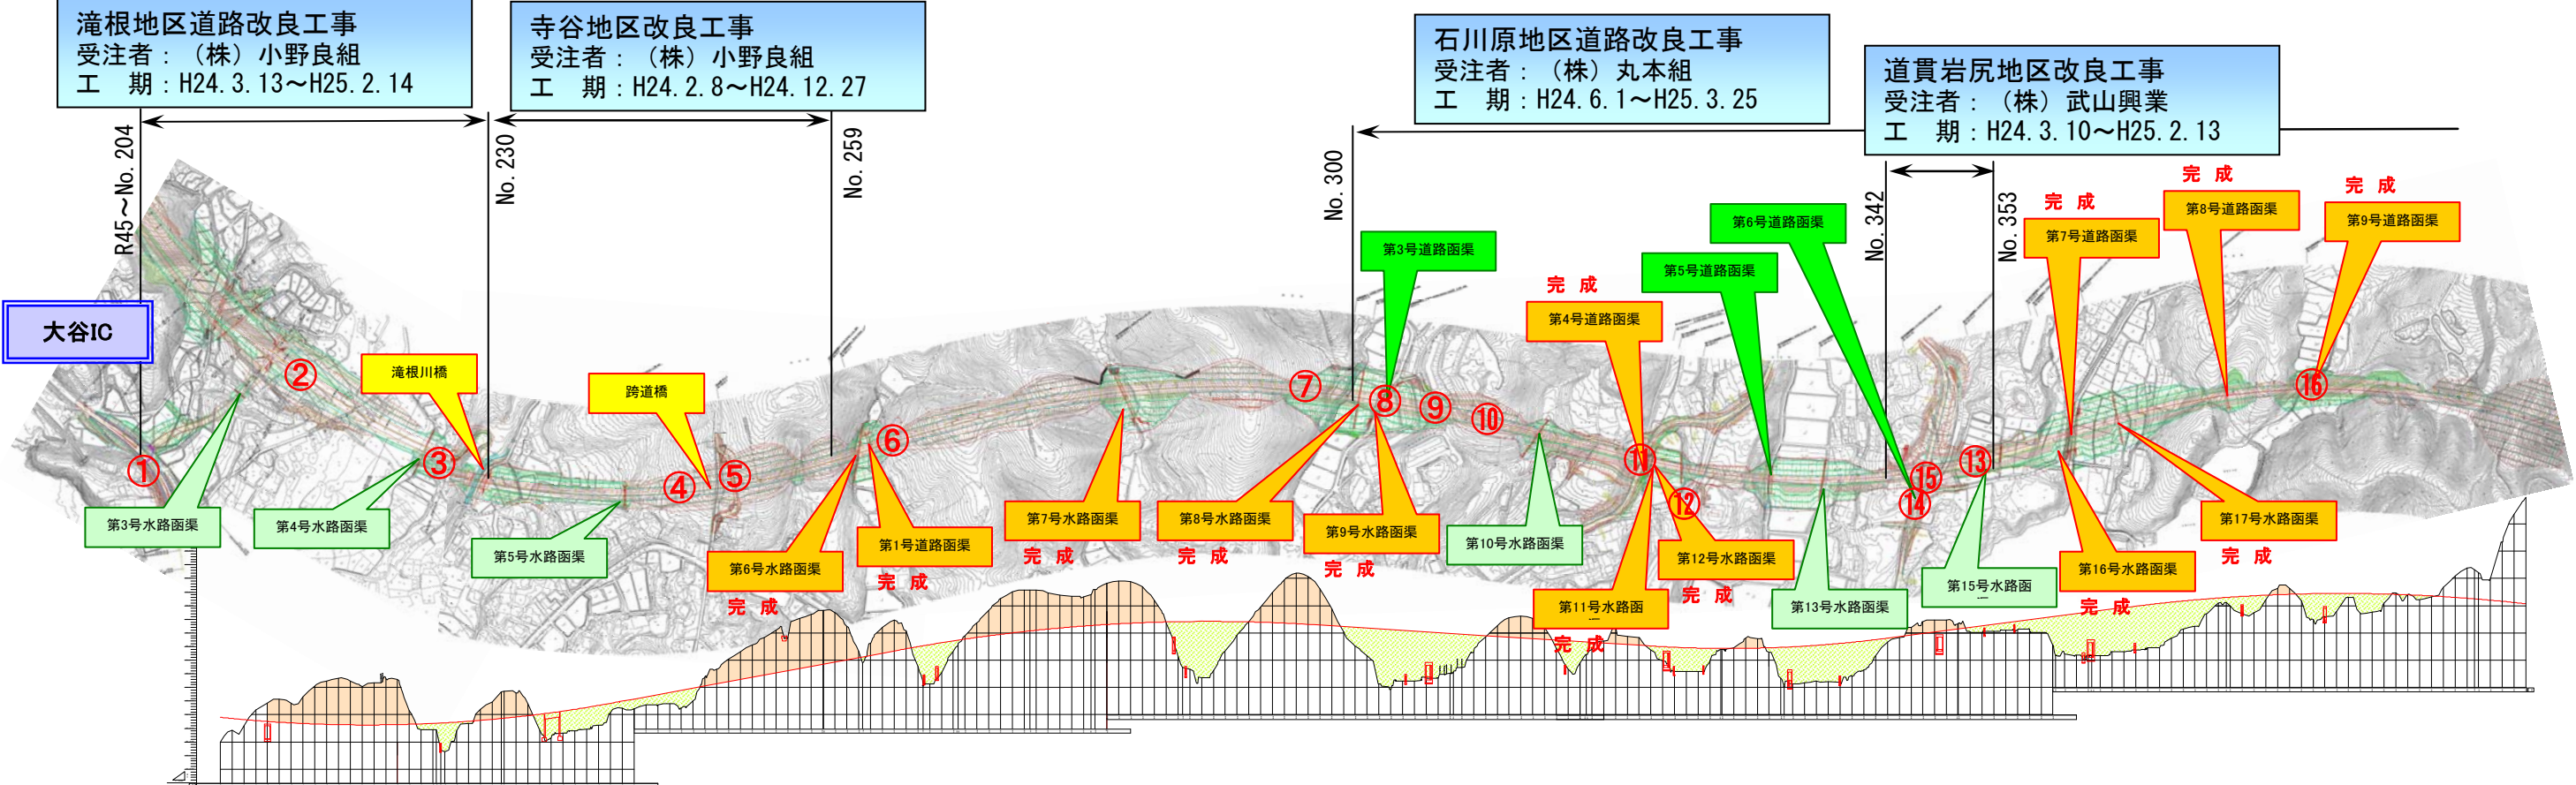 滝根地区道路改良工事
受注者：（株）小野良組
工　期：H24.3.13～H25.2.14
寺谷地区改良工事
受注者：（株）小野良組
工　期：H24.2.8～H24.12.27
石川原地区道路改良工事
受注者：（株）丸本組
工　期：H24.6.1～H25.3.25
道貫岩尻地区改良工事
受注者：（株）武山興業
工　期：H24.3.10～H25.2.13
R45～No.204
No.230
No.259
No.300
No.342
No.353
大谷IC
滝根川橋
跨道橋
第3号道路函渠
完　成
第4号道路函渠
第5号道路函渠
第6号道路函渠
完　成
第7号道路函渠
完　成
第8号道路函渠
完　成
第9号道路函渠
①
②
③
④
⑤
⑥
⑦
⑧
⑨
⑩
⑪
⑫
⑬
⑭
⑮
⑯
第3号水路函渠
第4号水路函渠
第5号水路函渠
第6号水路函渠
完　成
第1号道路函渠
完　成
第7号水路函渠
完　成
第8号水路函渠
完　成
第9号水路函渠
完　成
第10号水路函渠
第11号水路函
完　成
第12号水路函渠
完　成
第13号水路函渠
第15号水路函
第16号水路函渠
完　成
第17号水路函渠
完　成